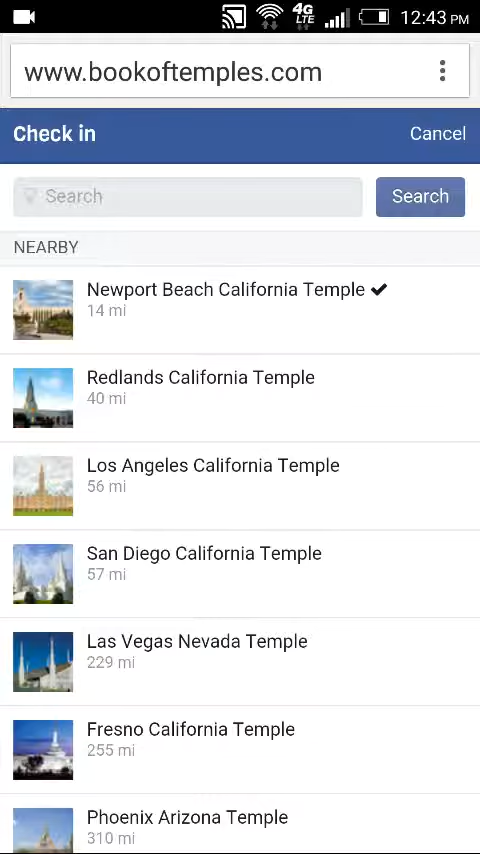 4G
LTE
12:43 PM
www.bookoftemples.com
Check in
Cancel
Search
Search
NEARBY
Newport Beach California Temple
14 mi
Redlands California Temple
40 mi
Los Angeles California Temple
56 mi
San Diego California Temple
57 mi
Las Vegas Nevada Temple
229 mi
Fresno California Temple
255 mi
Phoenix Arizona Temple
310 mi